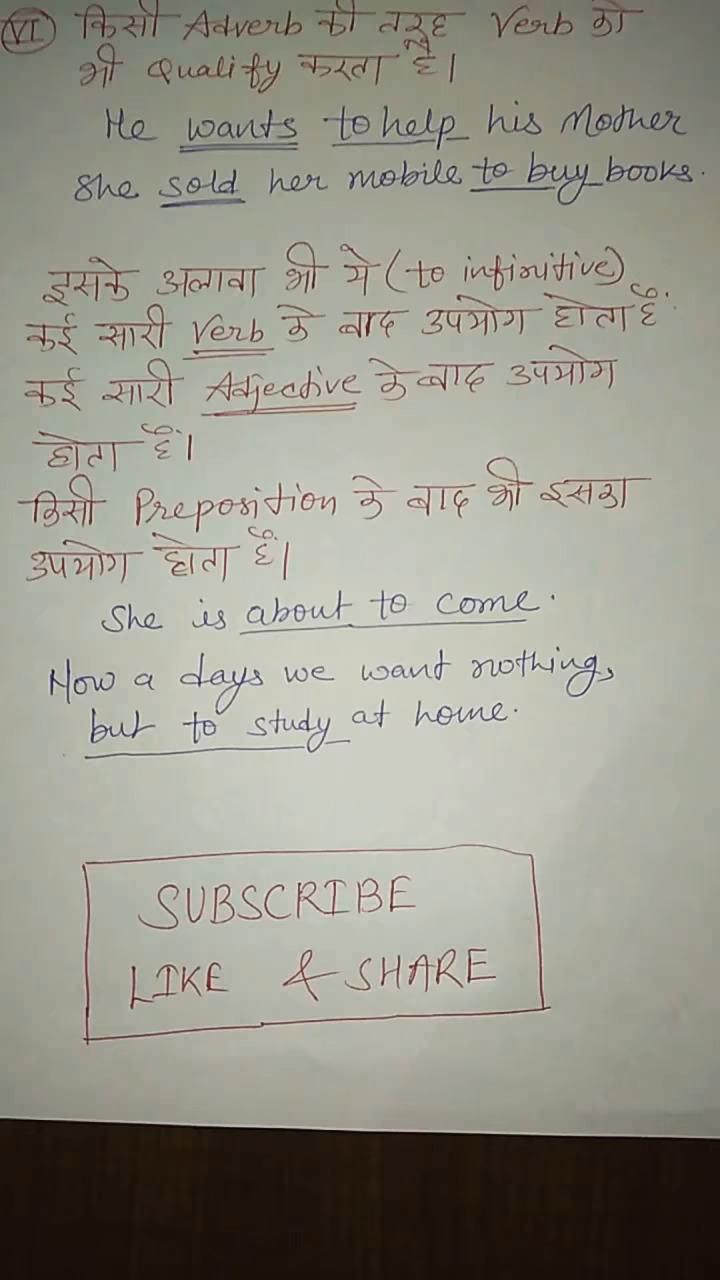 (VI) किसी Adverb की तरह Verb को
भी Qualify करता है।
He wants to help his Mother
She sold her mobile to buy books.
इसके अलावा भी ये (to infinitive)
कई सारी Verb के बाद उपयोग होता है.
कई सारी Adjective के बाद उपयोग
होता है।
किसी Preposition के बाद भी इसका
उपयोग होता है।
She is about to come.
Now a days we want nothing,
but to study at home.
SUBSCRIBE
LIKE & SHARE